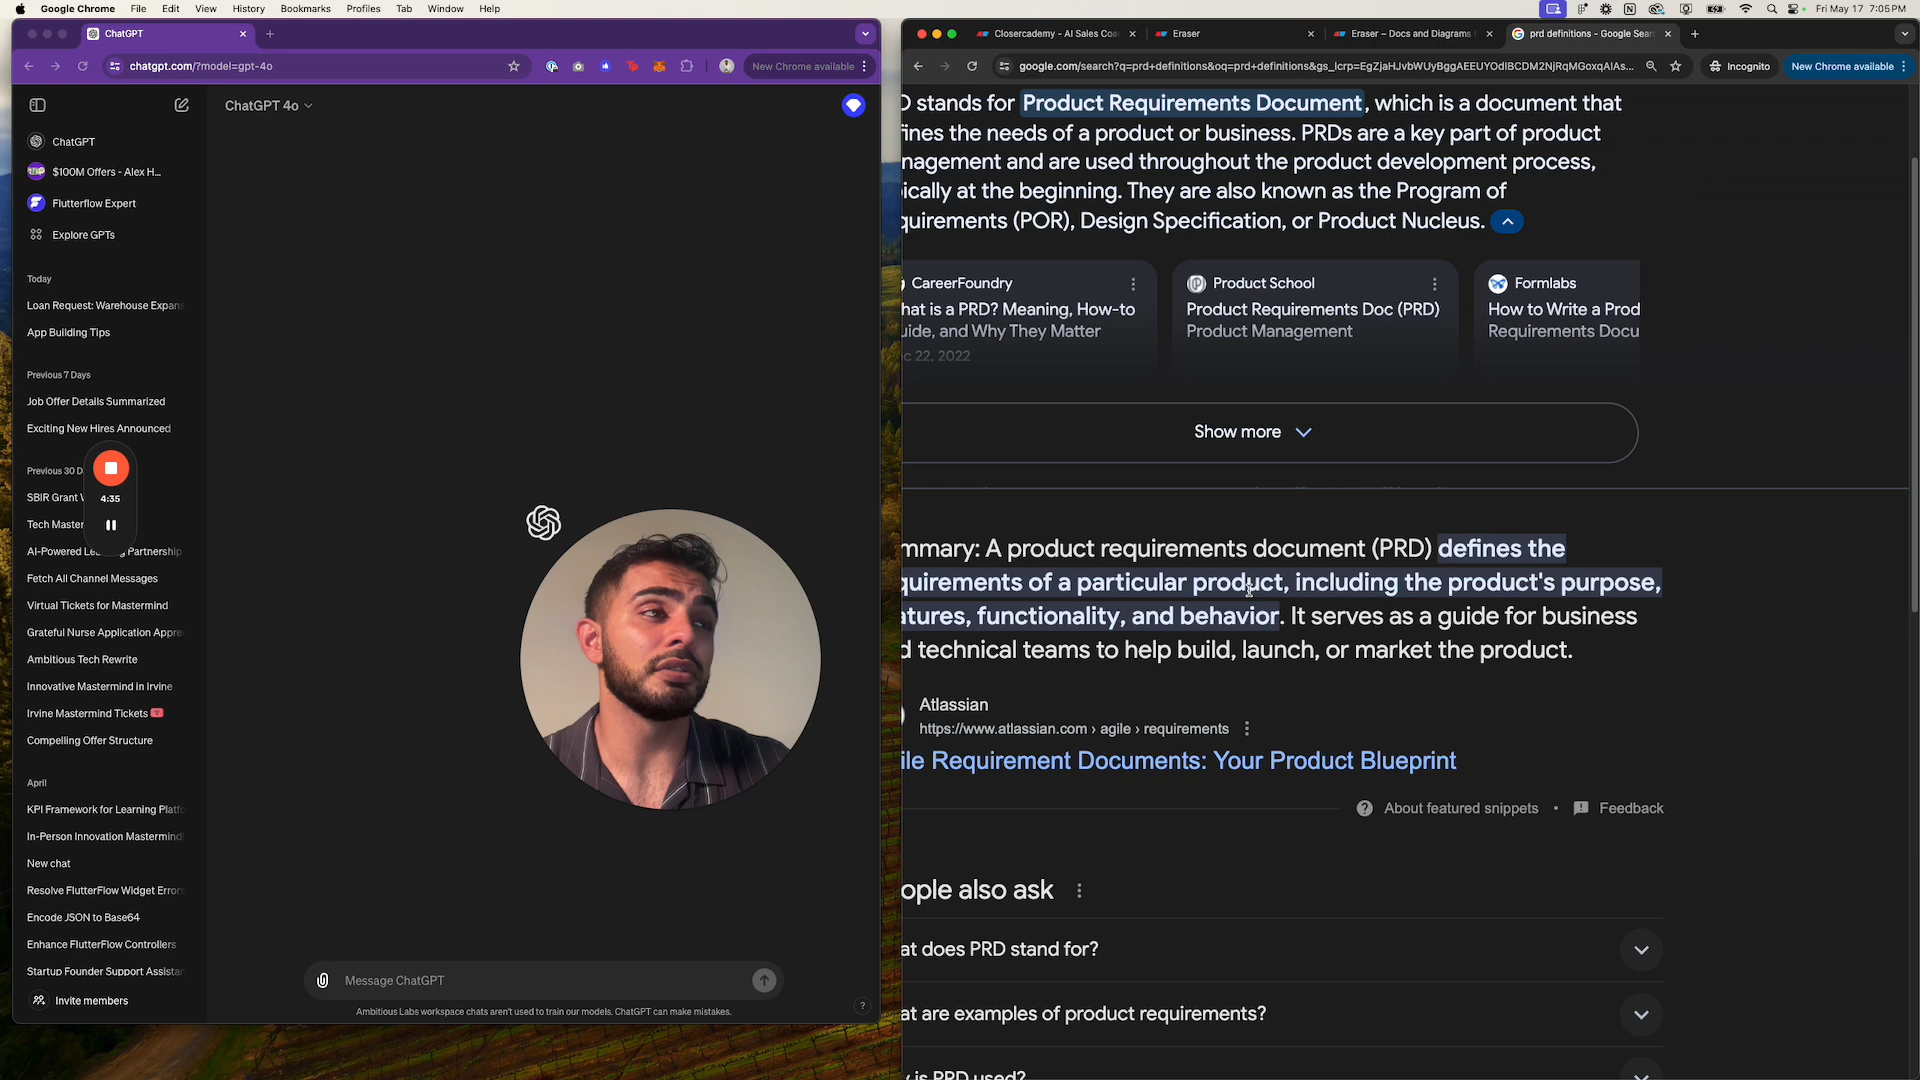 Google Chrome File Edit View History Bookmarks Profiles Tab Window Help
Fri May 17 7:05 PM
ChatGPT
chatgpt.com/?model=gpt-4o
New Chrome available
ChatGPT
$100M Offers - Alex H...
Flutterflow Expert
Explore GPTs
Today
Loan Request: Warehouse Expans
App Building Tips
Previous 7 Days
Job Offer Details Summarized
Exciting New Hires Announced
Previous 30 D
SBIR Grant
Tech Master
AI-Powered Partnership
Fetch All Channel Messages
Virtual Tickets for Mastermind
Grateful Nurse Application Appre
Ambitious Tech Rewrite
Innovative Mastermind in Irvine
Irvine Mastermind Tickets
Compelling Offer Structure
April
KPI Framework for Learning Platfo
In-Person Innovation Mastermind
New chat
Resolve FlutterFlow Widget Errors
Encode JSON to Base64
Enhance FlutterFlow Controllers
Startup Founder Support Assistan
Invite members
4:35
ChatGPT 4o
Message ChatGPT
Ambitious Labs workspace chats aren't used to train our models. ChatGPT can make mistakes.
?
Closercademy - AI Sales Coa
Eraser
Eraser – Docs and Diagrams
prd definitions - Google Sear
google.com/search?q=prd+definitions&oq=prd+definitions&gs_lcrp=
Incognito
New Chrome available
D stands for Product Requirements Document, which is a document that
fines the needs of a product or business. PRDs are a key part of product
nagement and are used throughout the product development process,
ically at the beginning. They are also known as the Program of
quirements (POR), Design Specification, or Product Nucleus.
CareerFoundry
hat is a PRD? Meaning, How-to
uide, and Why They Matter
c 22, 2022
Product School
Product Requirements Doc (PRD)
Product Management
Formlabs
How to Write a Prod
Requirements Docu
Show more
mmary: A product requirements document (PRD) defines the
quirements of a particular product, including the product's purpose,
atures, functionality, and behavior. It serves as a guide for business
d technical teams to help build, launch, or market the product.
Atlassian
https://www.atlassian.com › agile › requirements
ile Requirement Documents: Your Product Blueprint
About featured snippets • Feedback
ople also ask
at does PRD stand for?
at are examples of product requirements?
y is PRD used?